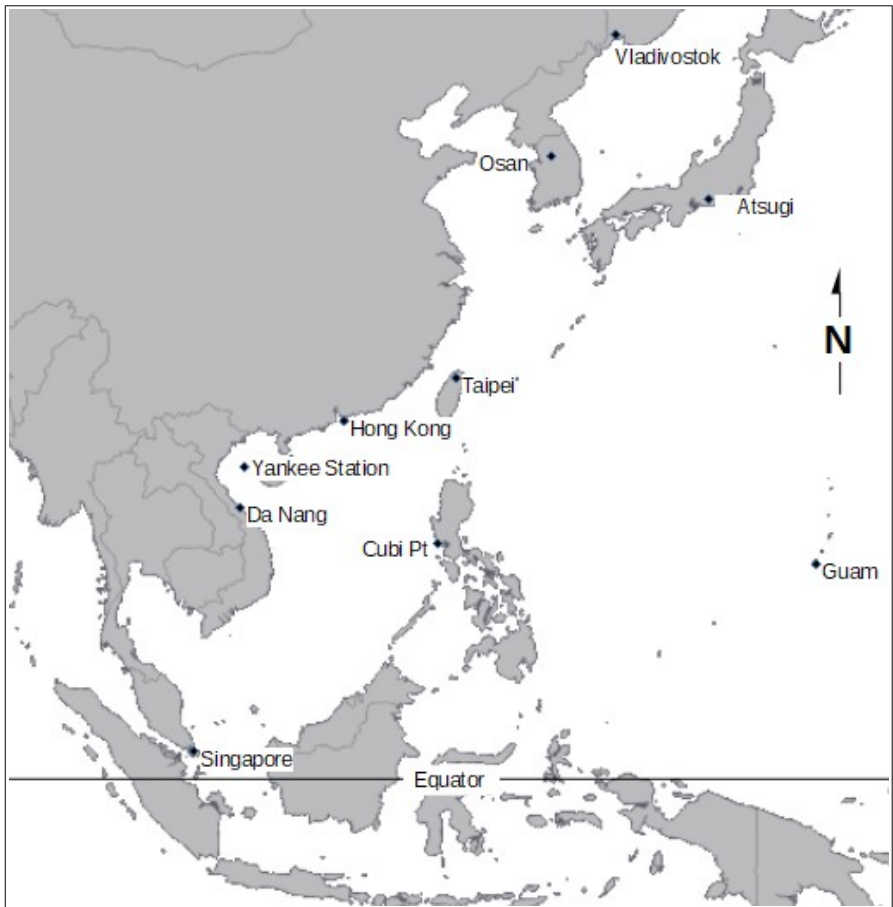 Vladivostok
Osan
Atsugi
N
Taipei
Hong Kong
Yankee Station
Da Nang
Cubi Pt
Guam
Singapore
Equator